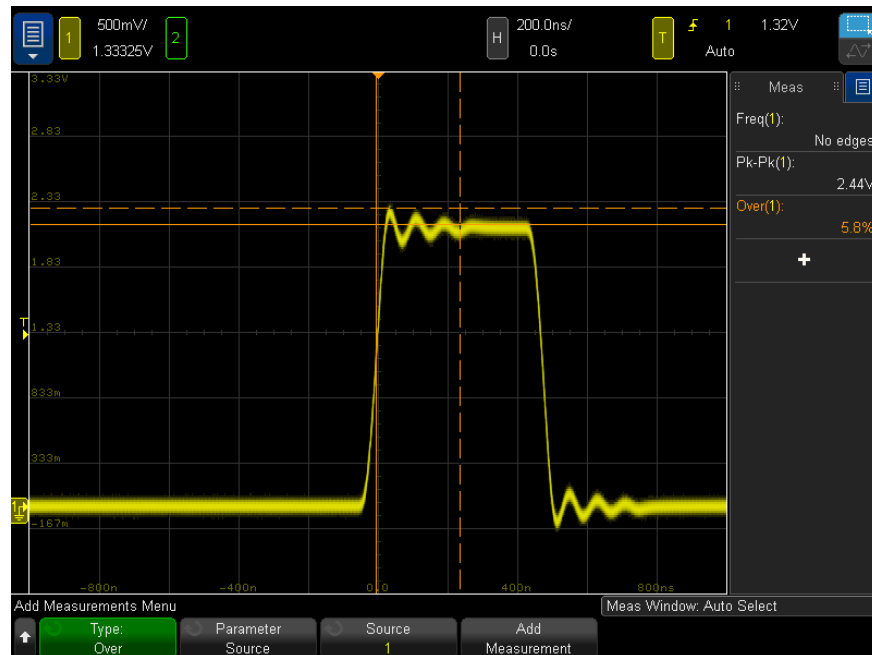 1 500mV/ 2 H 200.0ns/ T 1 1.32V
1.33325V 0.0s Auto
3.33V
2.83
2.33
1.83
T
1.33
833m
333m
1
-167m
-800n -400n 0.0 400n 800ns
Meas
Freq(1):
No edges
Pk-Pk(1):
2.44V
Over(1):
5.8%
Add Measurements Menu
Meas Window: Auto Select
Type: Parameter Source Add
Over Source 1 Measurement